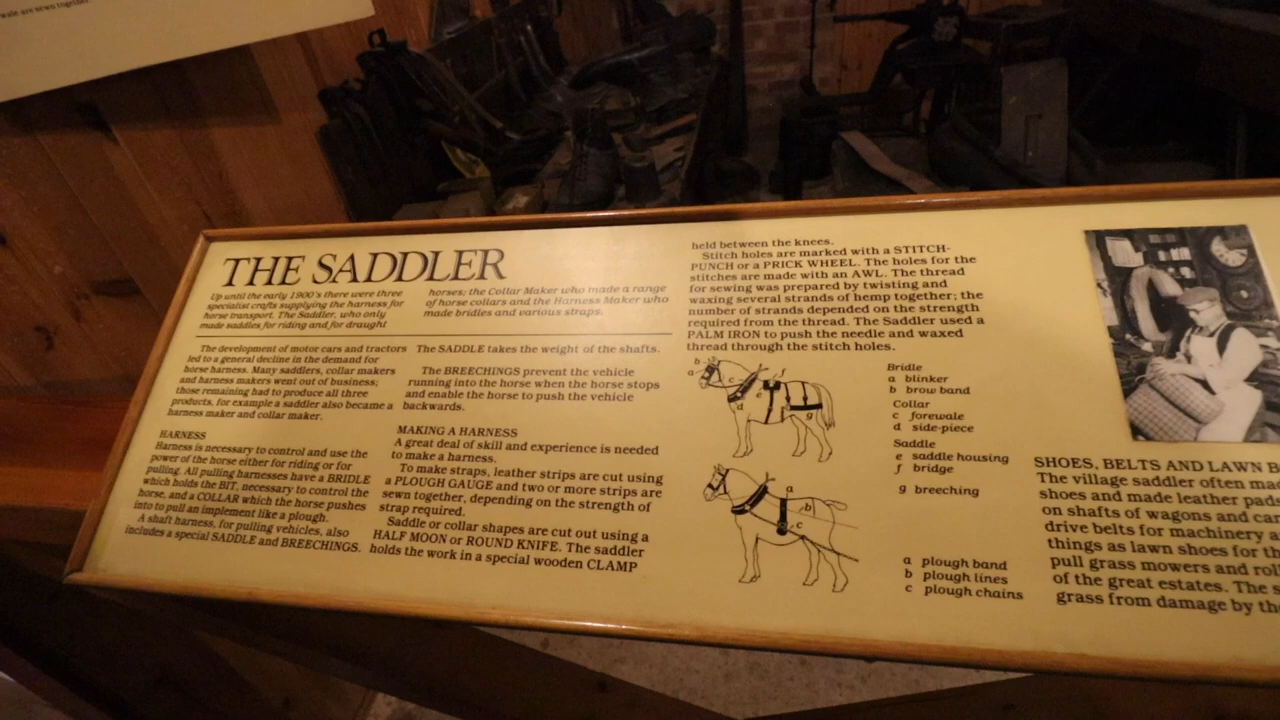 wale are sewn together.
THE SADDLER
Up until the early 1900's there were three
specialist crafts supplying the harness for
horse transport. The Saddler, who only
made saddles for riding and for draught
horses; the Collar Maker who made a range
of horse collars and the Harness Maker who
made bridles and various straps.
The development of motor cars and tractors
led to a general decline in the demand for
horse harness. Many saddlers, collar makers
and harness makers went out of business;
those remaining had to produce all three
products, for example a saddler also became a
harness maker and collar maker.
HARNESS
Harness is necessary to control and use the
power of the horse either for riding or for
pulling. All pulling harnesses have a BRIDLE
which holds the BIT, necessary to control the
horse, and a COLLAR which the horse pushes
into to pull an implement like a plough.
A shaft harness, for pulling vehicles, also
includes a special SADDLE and BREECHINGS.
The SADDLE takes the weight of the shafts.
The BREECHINGS prevent the vehicle
running into the horse when the horse stops
and enable the horse to push the vehicle
backwards.
MAKING A HARNESS
A great deal of skill and experience is needed
to make a harness.
To make straps, leather strips are cut using
a PLOUGH GAUGE and two or more strips are
sewn together, depending on the strength of
strap required.
Saddle or collar shapes are cut out using a
HALF MOON or ROUND KNIFE. The saddler
holds the work in a special wooden CLAMP
held between the knees.
Stitch holes are marked with a STITCH-
PUNCH or a PRICK WHEEL. The holes for the
stitches are made with an AWL. The thread
for sewing was prepared by twisting and
waxing several strands of hemp together; the
number of strands depended on the strength
required from the thread. The Saddler used a
PALM IRON to push the needle and waxed
thread through the stitch holes.
b
a
c
e
f
d
g
Bridle
a blinker
b brow band
Collar
c forewale
d side-piece
Saddle
e saddle housing
f bridge
g breeching
a
b
c
a plough band
b plough lines
c plough chains
SHOES, BELTS AND LAWN
The village saddler often
shoes and made leather pads
on shafts of wagons and
drive belts for machinery
things as lawn shoes for
pull grass mowers and
of the great estates. The
grass from damage by